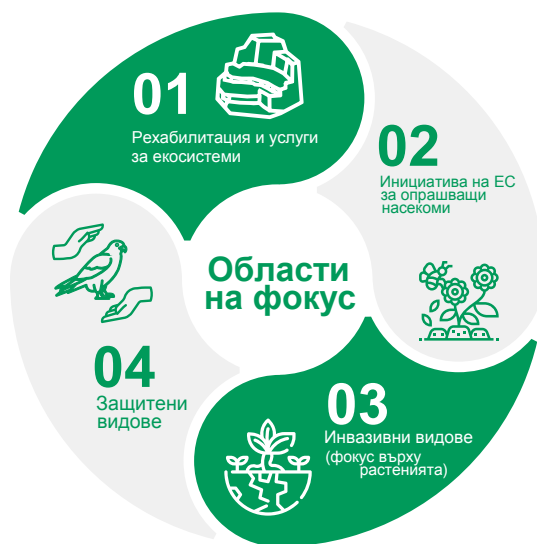 01
Рехабилитация и услуги
за екосистеми
02
Инициатива на ЕС
за опрашващи
насекоми
Области
на фокус
03
Инвазивни видове
(фокус върху
растенията)
04
Защитени
видове